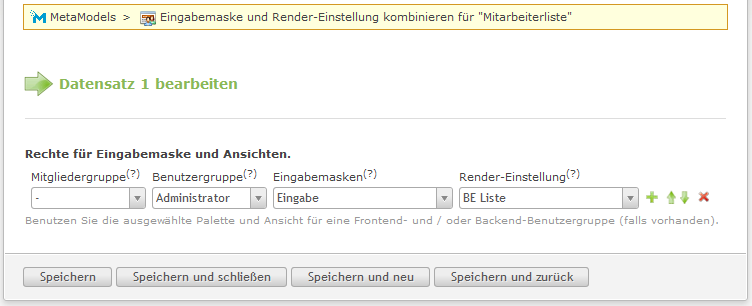 MetaModels > Eingabemaske und Render-Einstellung kombinieren für "Mitarbeiterliste"
Datensatz 1 bearbeiten
Rechte für Eingabemaske und Ansichten.
Mitgliedergruppe(?) Benutzergruppe(?) Eingabemasken(?) Render-Einstellung(?)
- Administrator Eingabe BE Liste
Benutzen Sie die ausgewählte Palette und Ansicht für eine Frontend- und / oder Backend-Benutzergruppe (falls vorhanden).
Speichern Speichern und schließen Speichern und neu Speichern und zurück